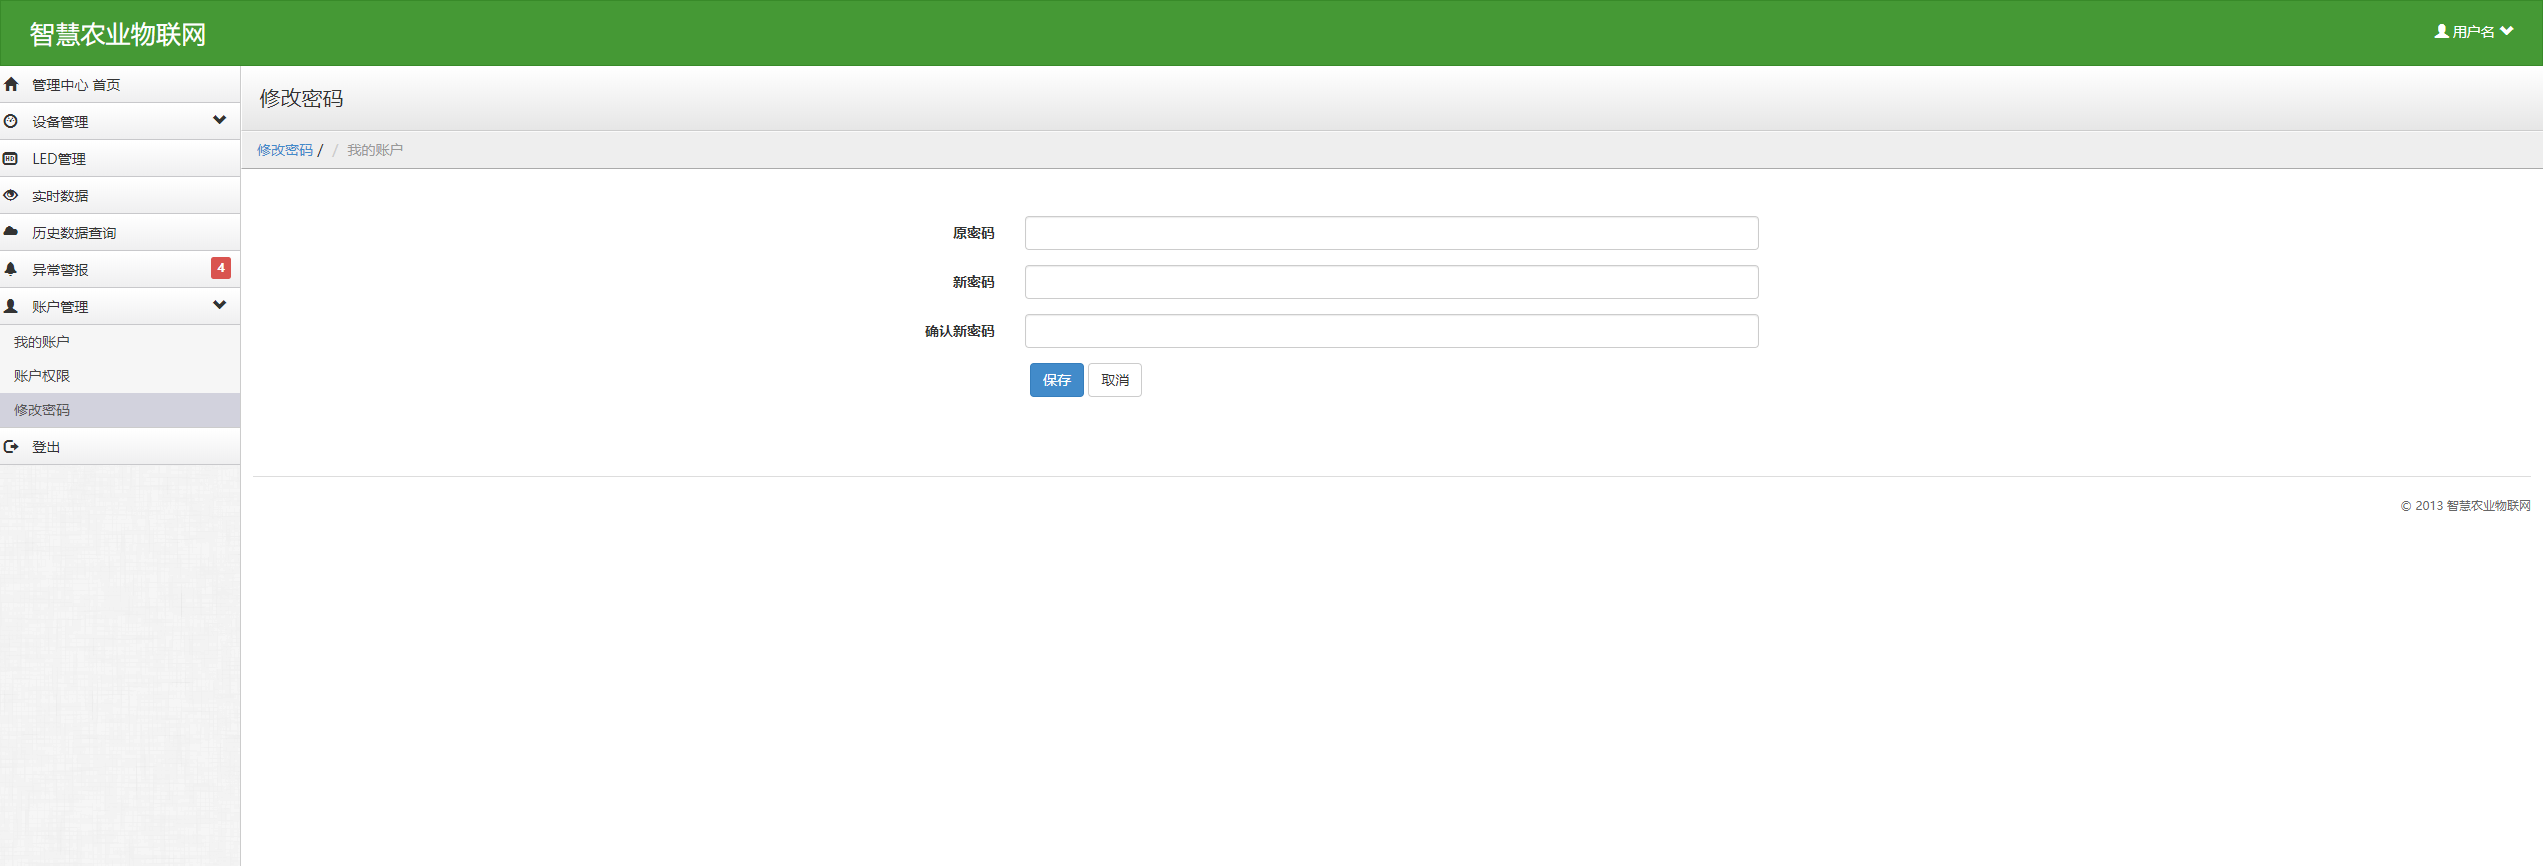 智慧农业物联网
用户名
管理中心 首页
设备管理
LED管理
实时数据
历史数据查询
异常警报 4
账户管理
我的账户
账户权限
修改密码
登出
修改密码
修改密码 / / 我的账户
原密码
新密码
确认新密码
保存 取消
© 2013 智慧农业物联网